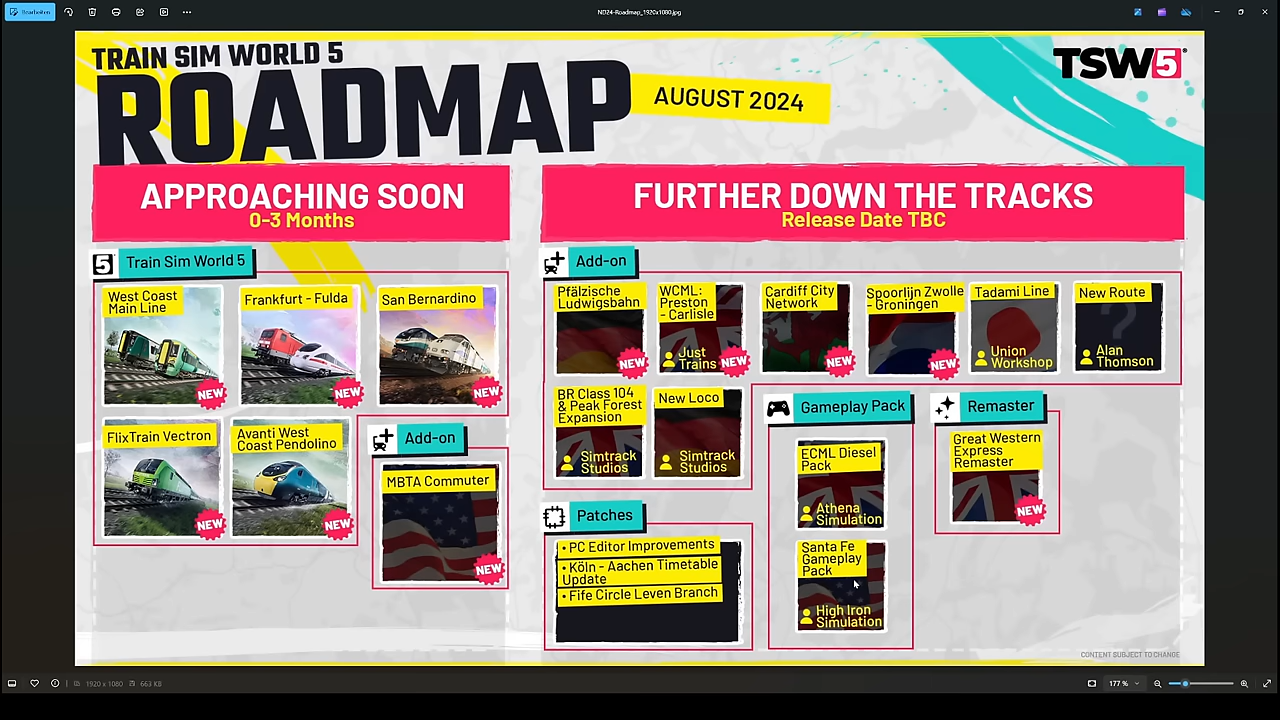 Bearbeiten
ND24-Roadmap_1920x1080.jpg
TRAIN SIM WORLD 5
ROADMAP
AUGUST 2024
TSW5
APPROACHING SOON
0-3 Months
FURTHER DOWN THE TRACKS
Release Date TBC
5 Train Sim World 5
West Coast
Main Line
NEW
Frankfurt - Fulda
NEW
San Bernardino
NEW
FlixTrain Vectron
NEW
Avanti West
Coast Pendolino
NEW
Add-on
MBTA Commuter
NEW
Add-on
Pfälzische
Ludwigsbahn
NEW
WCML:
Preston
- Carlisle
Just
Trains
NEW
Cardiff City
Network
NEW
Spoorlijn Zwolle
- Groningen
NEW
Tadami Line
Union
Workshop
New Route
?
Alan
Thomson
BR Class 104
& Peak Forest
Expansion
Simtrack
Studios
New Loco
Simtrack
Studios
Gameplay Pack
ECML Diesel
Pack
Athena
Simulation
Santa Fe
Gameplay
Pack
High Iron
Simulation
Remaster
Great Western
Express
Remaster
NEW
Patches
• PC Editor Improvements
• Köln - Aachen Timetable
Update
• Fife Circle Leven Branch
CONTENT SUBJECT TO CHANGE
1920 x 1080
663 KB
177 %